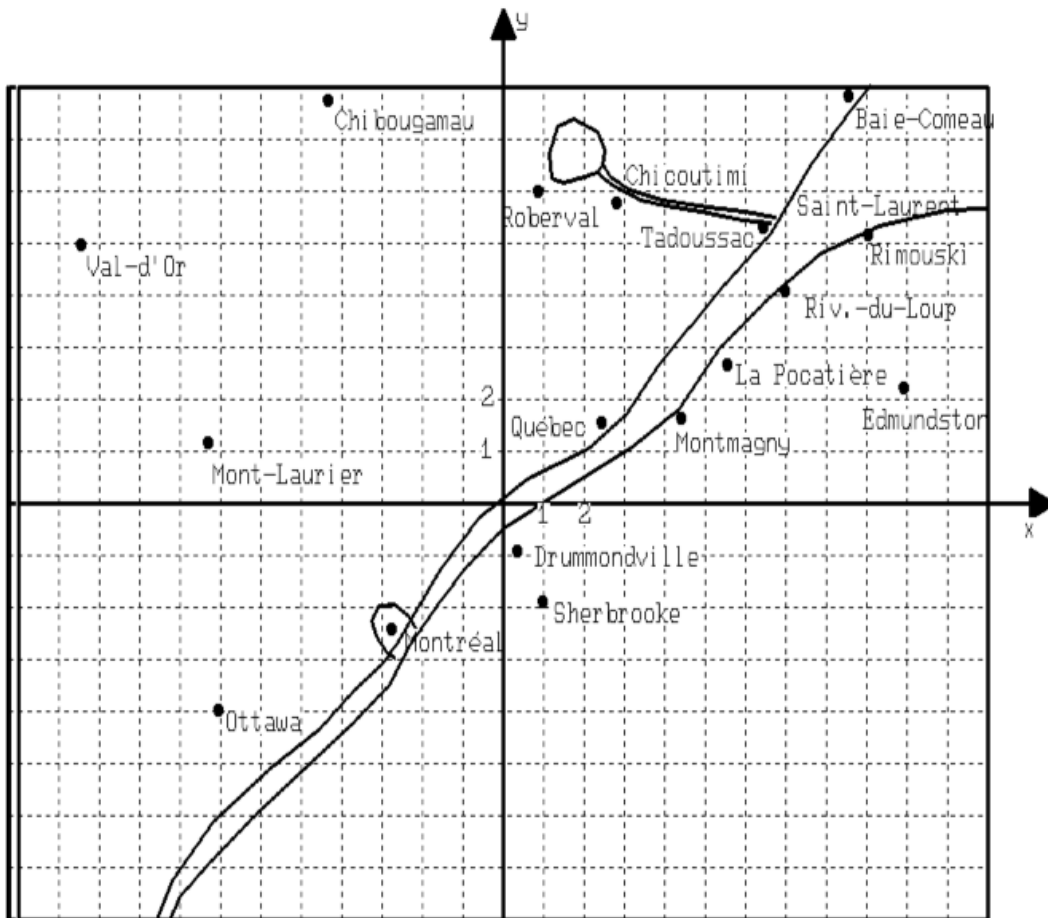 y
Chibougamau
Baie-Comeau
Chicoutimi
Roberval
Saint-Laurent
Tadoussac
Rimouski
Val-d'Or
Riv.-du-Loup
La Pocatière
2
Edmundston
Québec
Montmagny
1
Mont-Laurier
1 2
x
Drummondville
Sherbrooke
Montréal
Ottawa